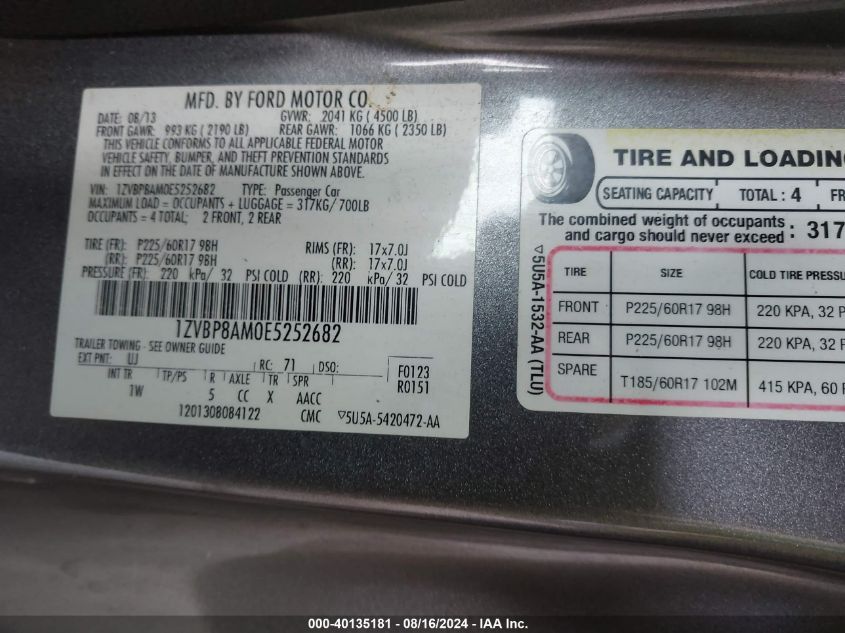 MFD. BY FORD MOTOR CO.
DATE: 08/13 GVWR: 2041 KG ( 4500 LB)
FRONT GAWR: 993 KG ( 2190 LB) REAR GAWR: 1066 KG ( 2350 LB)
THIS VEHICLE CONFORMS TO ALL APPLICABLE FEDERAL MOTOR
VEHICLE SAFETY, BUMPER, AND THEFT PREVENTION STANDARDS
IN EFFECT ON THE DATE OF MANUFACTURE SHOWN ABOVE.
VIN: 1ZVBP8AM0E5252682 TYPE: Passenger Car
MAXIMUM LOAD = OCCUPANTS + LUGGAGE = 317KG/ 700LB
OCCUPANTS = 4 TOTAL; 2 FRONT, 2 REAR
TIRE (FR): P225/60R17 98H RIMS (FR): 17x7.0J
(RR): P225/60R17 98H (RR): 17x7.0J
PRESSURE (FR): 220 kPa/ 32 PSI COLD (RR): 220 kPa/ 32 PSI COLD
1ZVBP8AM0E5252682
TRAILER TOWING - SEE OWNER GUIDE
EXT PNT: UJ RC: 71 DSO: F0123
R0151
INT TR TP/PS R AXLE TR SPR
1W 5 CC X AACC
1201308084122 CMC ▽5U5A-5420472-AA
TIRE AND LOADING
SEATING CAPACITY TOTAL : 4 FR
The combined weight of occupants
and cargo should never exceed : 317
▽5U5A-1532-AA (TLU)
TIRE SIZE COLD TIRE PRESSU
FRONT P225/60R17 98H 220 KPA, 32 P
REAR P225/60R17 98H 220 KPA, 32 P
SPARE T185/60R17 102M 415 KPA, 60 P
000-40135181 - 08/16/2024 - IAA Inc.